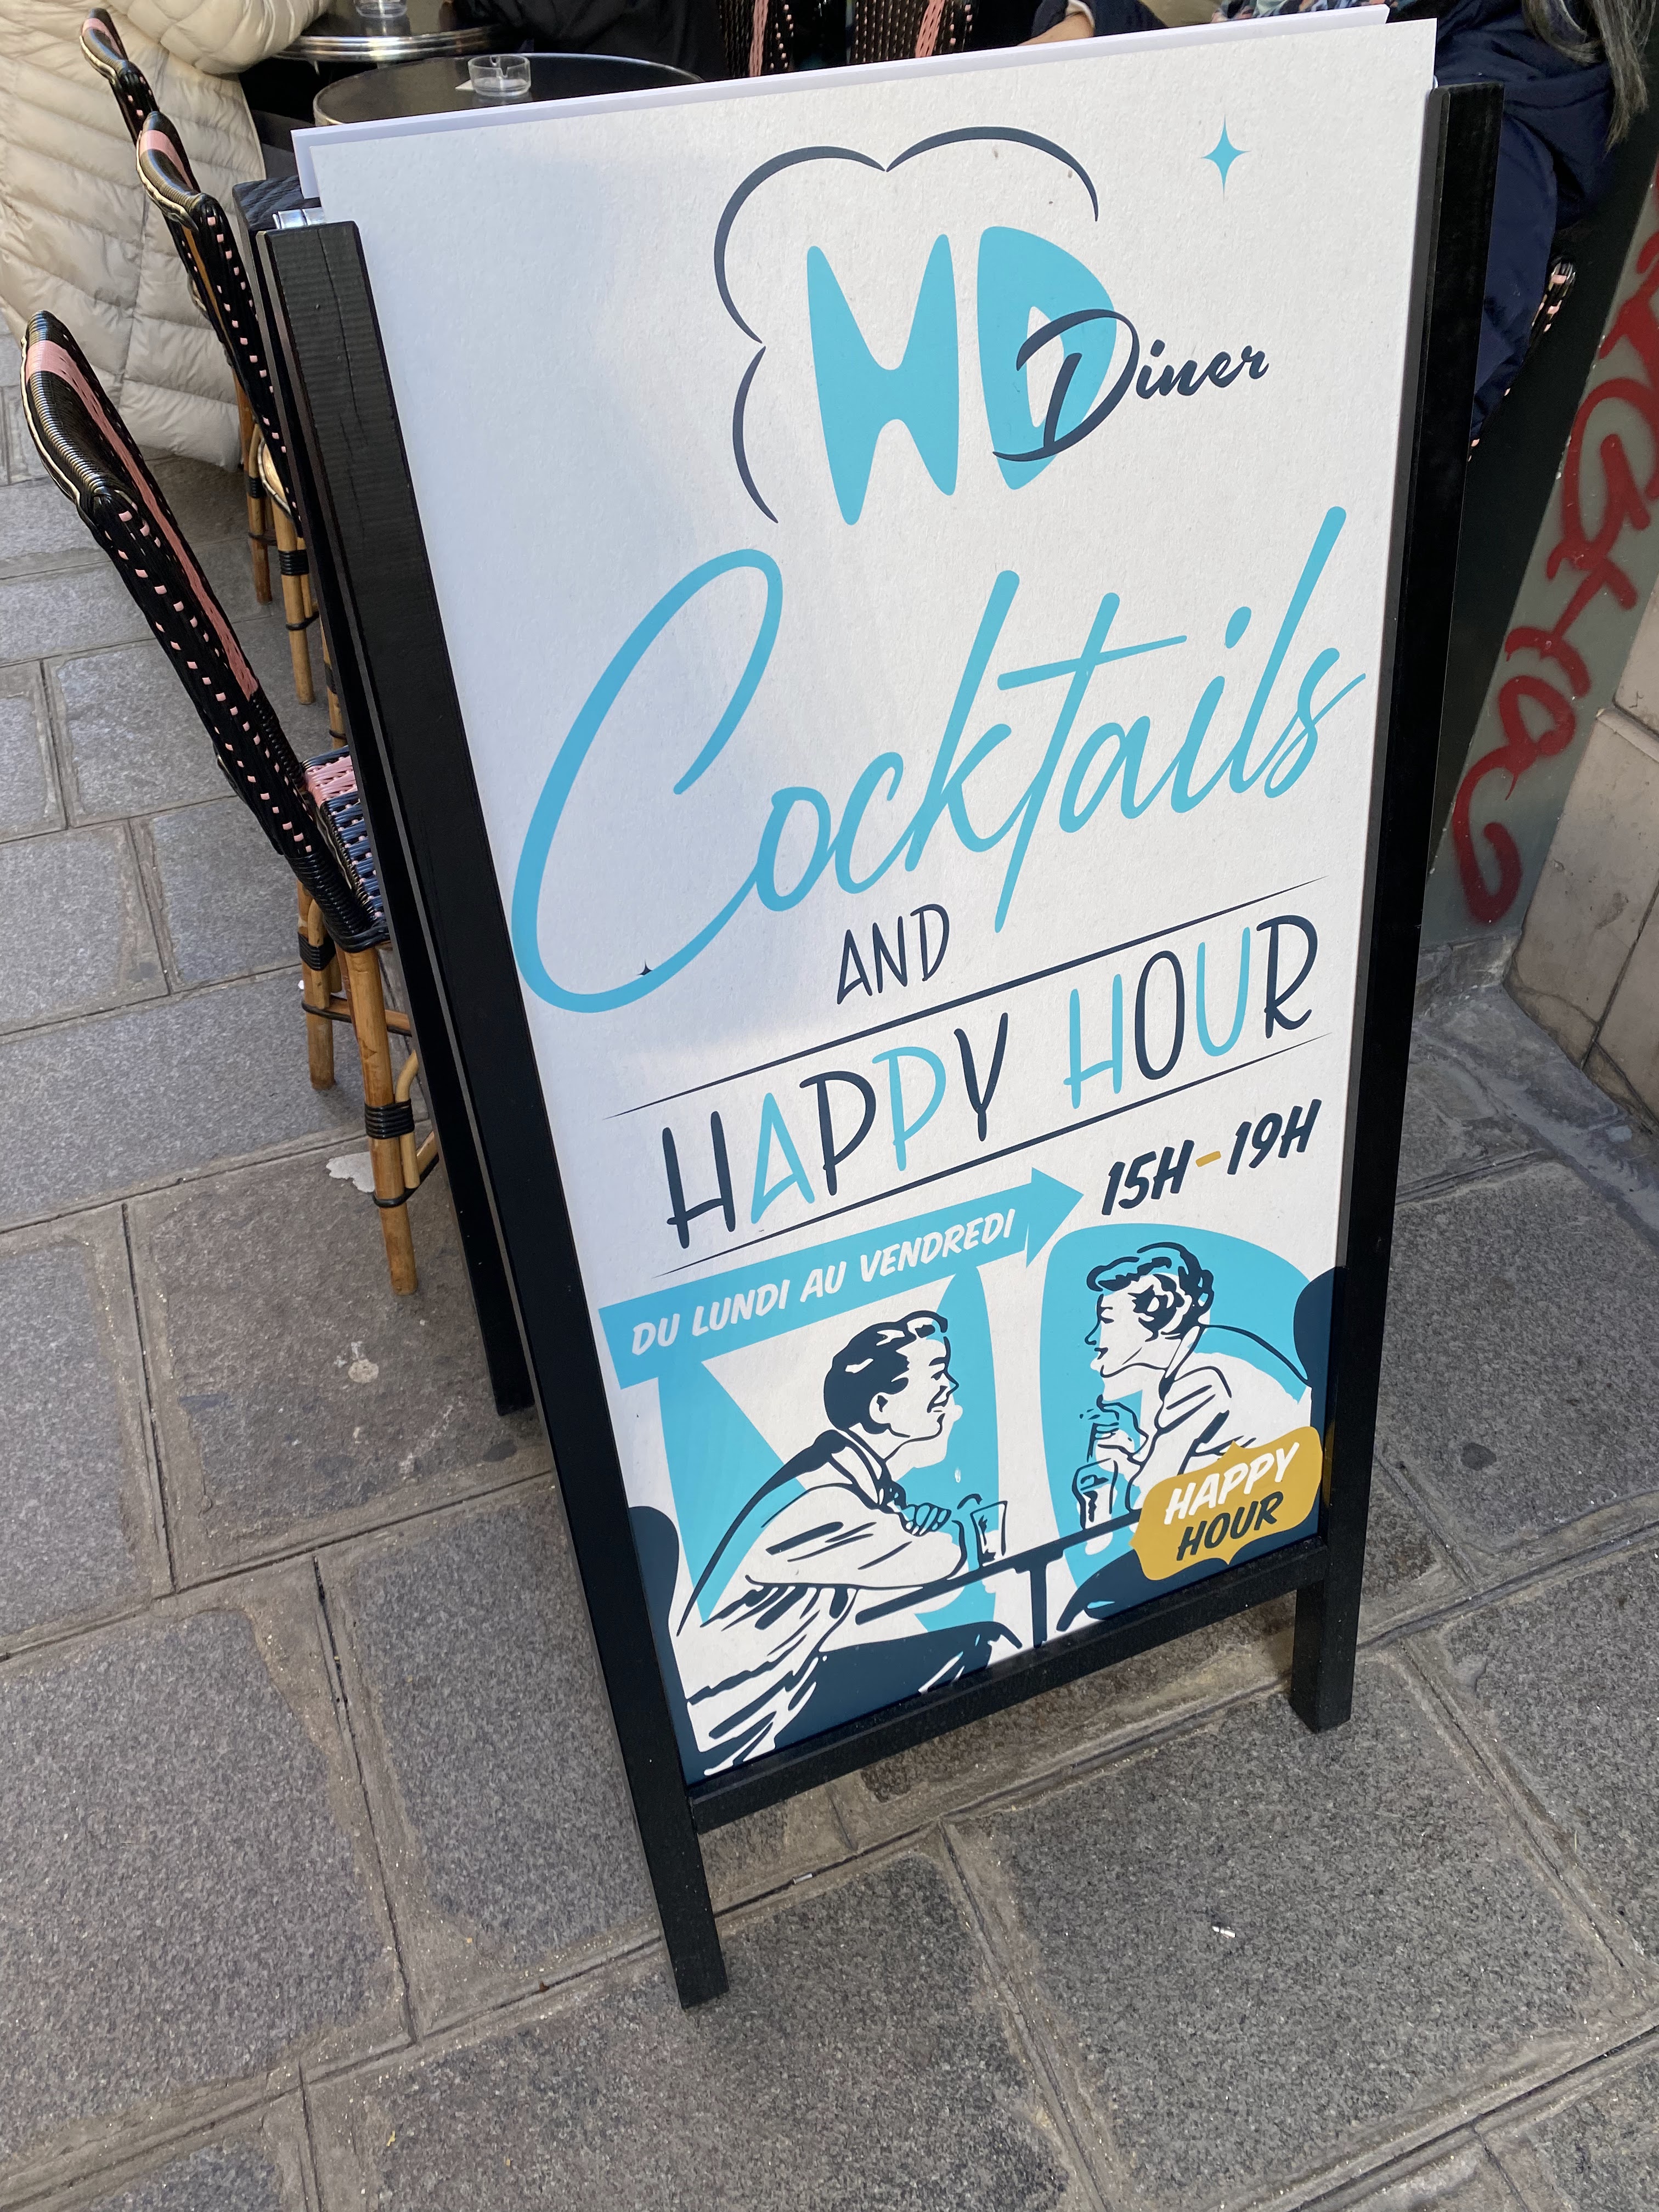 HD
Diner
Cocktails
AND
HAPPY HOUR
15H-19H
DU LUNDI AU VENDREDI
HAPPY
HOUR